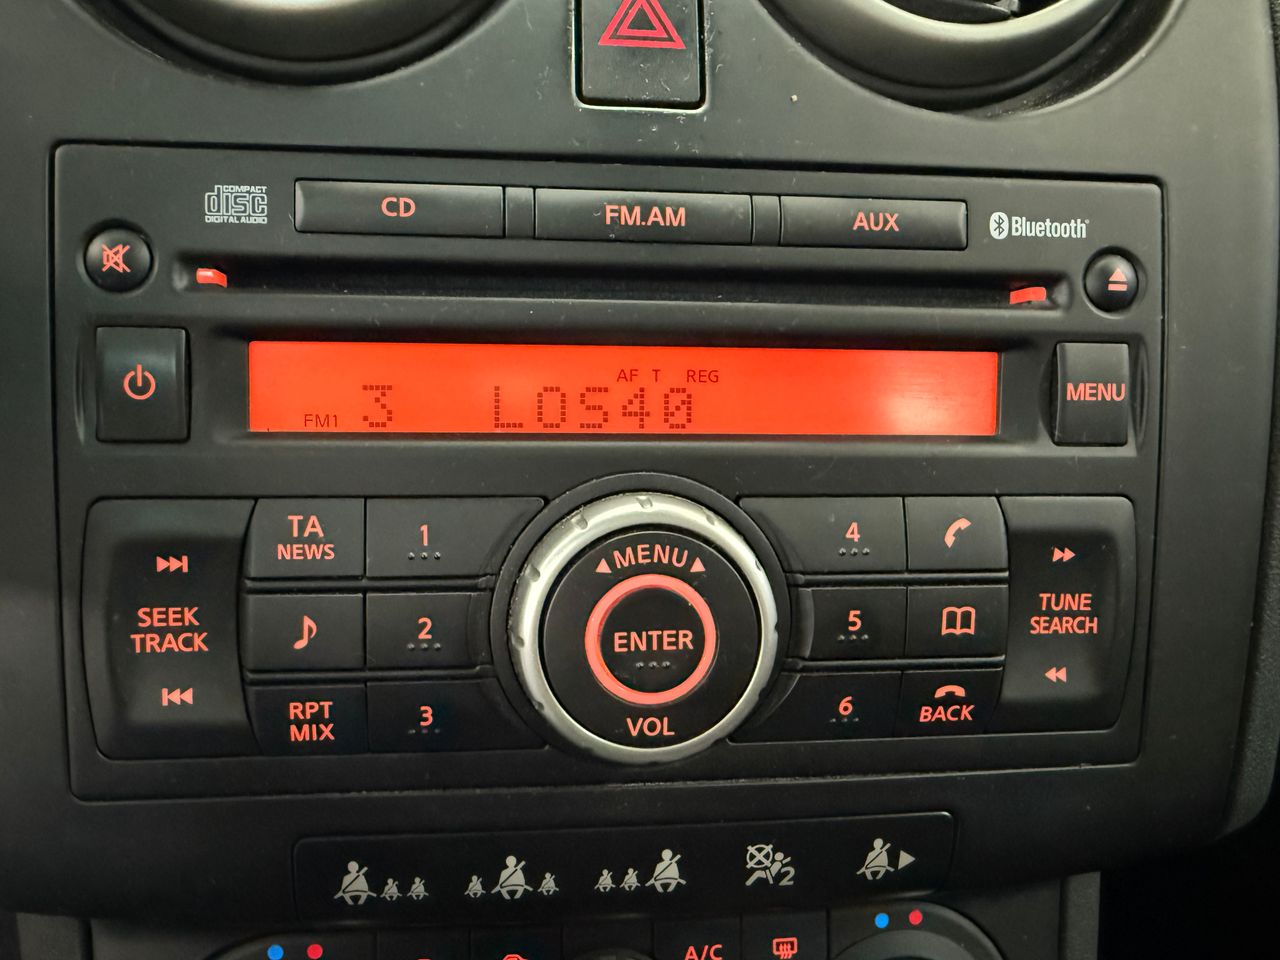 COMPACT
disc
DIGITAL AUDIO
CD
FM.AM
AUX
Bluetooth®
AF T REG
FM1 3 LOS40
MENU
SEEK
TRACK
TA
NEWS
1
2
RPT
MIX
3
MENU
ENTER
VOL
4
5
6
BACK
TUNE
SEARCH
2
A/C